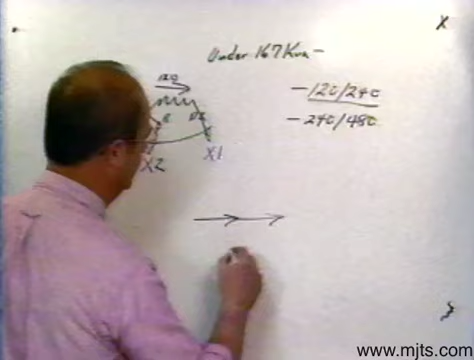 x
Under 167 Kva -
120
- 120/240
- 240/480
X2
X1
www.mjts.com